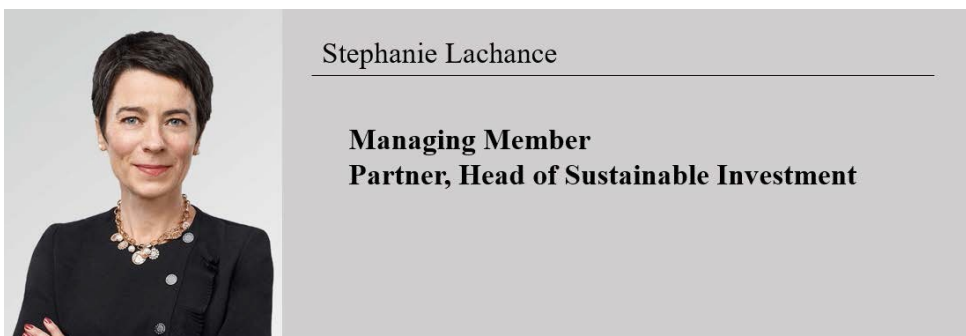 Stephanie Lachance
Managing Member
Partner, Head of Sustainable Investment